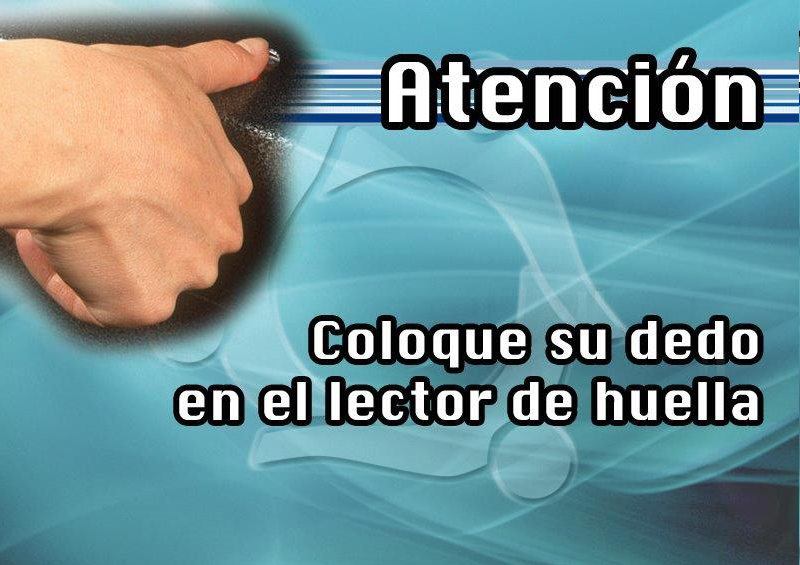 Atención
Coloque su dedo
en el lector de huella